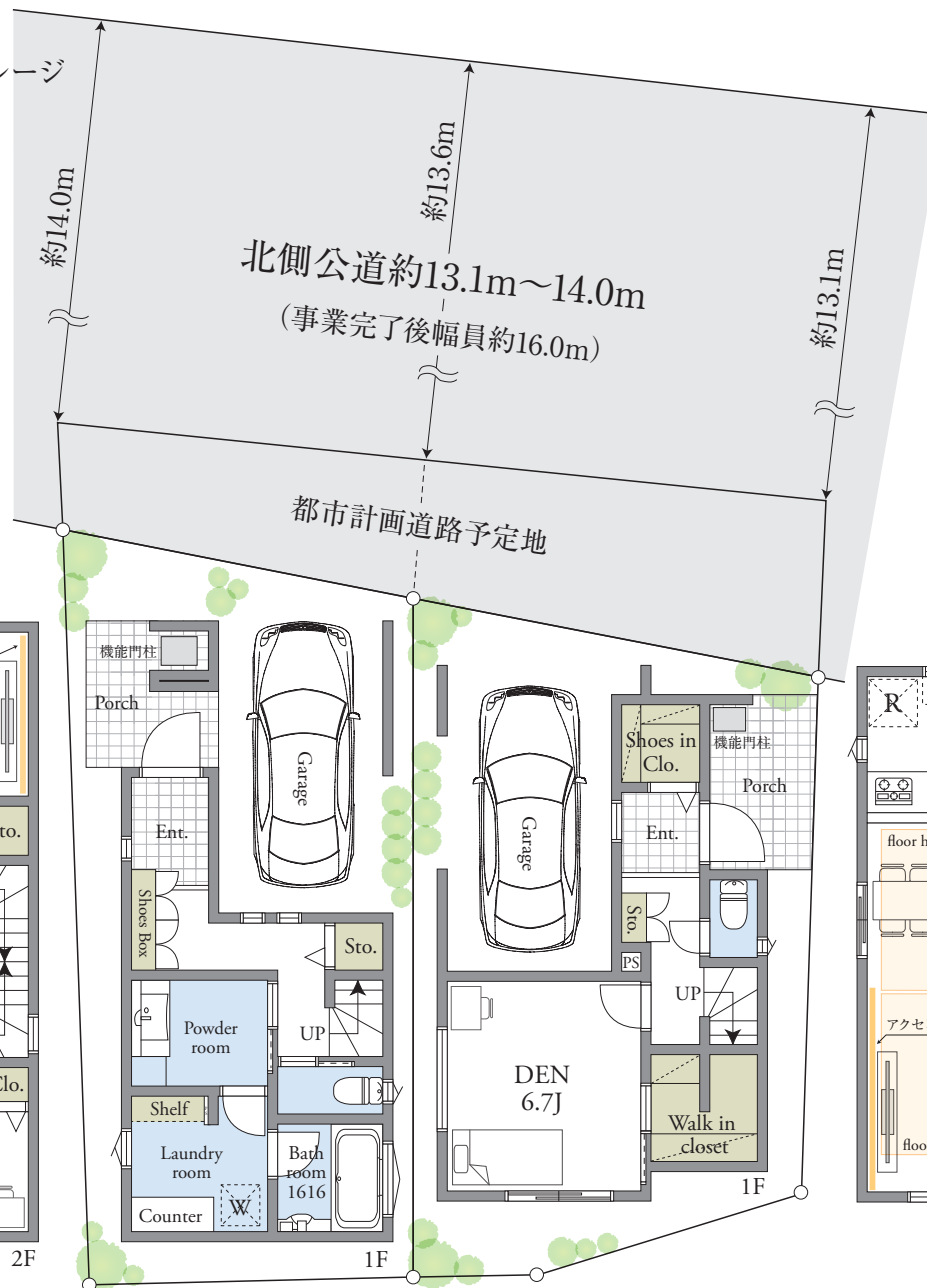 レージ
約14.0m
約13.6m
約13.1m
北側公道約13.1m〜14.0m
（事業完了後幅員約16.0m）
都市計画道路予定地
機能門柱
Porch
Garage
Ent.
Shoes Box
Sto.
Powder
room
UP
Shelf
Laundry
room
Bath
room
1616
Counter
W
1F
Shoes in
Clo.
機能門柱
Porch
Garage
Ent.
Sto.
PS
UP
DEN
6.7J
Walk in
closet
1F
to.
Clo.
2F
R
floor h
アクセ
floo